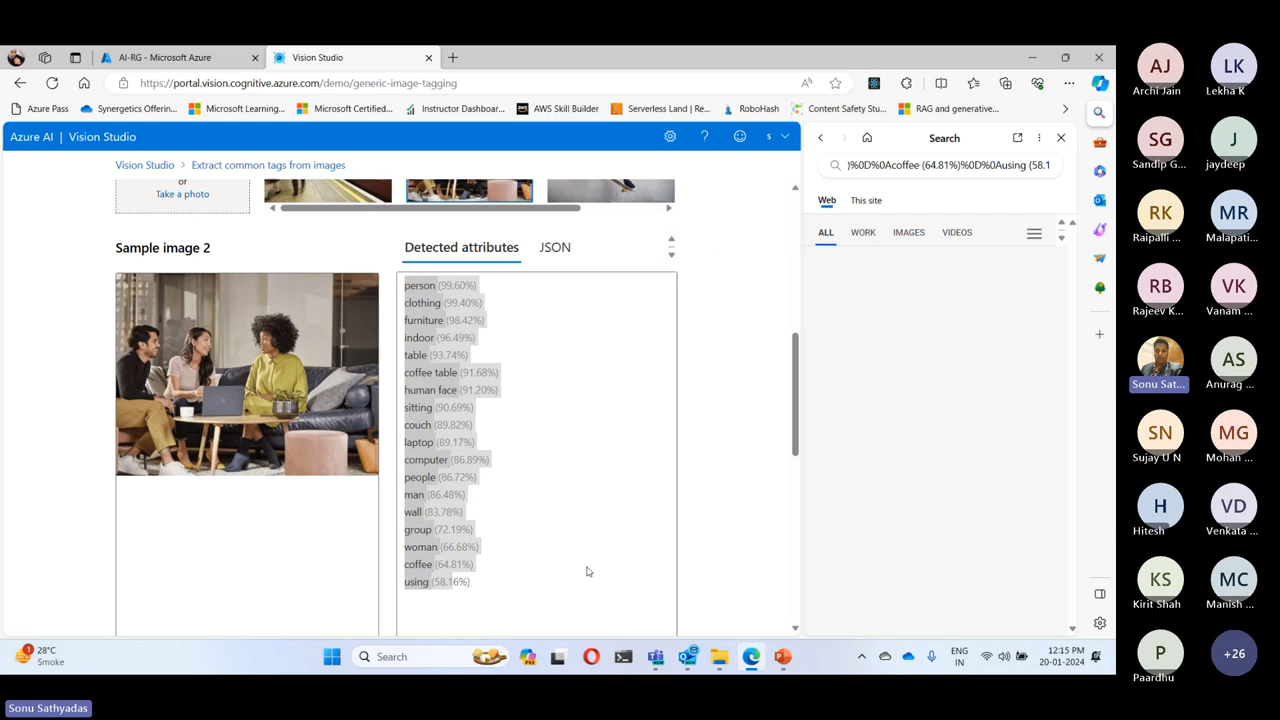 AI-RG - Microsoft Azure
Vision Studio
https://portal.vision.cognitive.azure.com/demo/generic-image-tagging
Azure Pass
Synergetics Offerin...
Microsoft Learning...
Microsoft Certified...
Instructor Dashboar...
AWS Skill Builder
Serverless Land | Re...
RoboHash
Content Safety Stu...
RAG and generative...
Azure AI | Vision Studio
s
Vision Studio > Extract common tags from images
or
Take a photo
Sample image 2
Detected attributes
JSON
person (99.60%)
clothing (99.40%)
furniture (98.42%)
indoor (96.49%)
table (93.74%)
coffee table (91.68%)
human face (91.20%)
sitting (90.69%)
couch (89.82%)
laptop (89.17%)
computer (86.89%)
people (86.72%)
man (86.48%)
wall (83.78%)
group (72.19%)
woman (66.68%)
coffee (64.81%)
using (58.16%)
Search
)%0D%0Acoffee (64.81%)%0D%0Ausing (58.1
Web
This site
ALL
WORK
IMAGES
VIDEOS
28°C
Smoke
Search
ENG
IN
12:15 PM
20-01-2024
Sonu Sathyadas
AJ
Archi Jain
LK
Lekha K
SG
Sandip G...
J
jaydeep
RK
Raipalli ...
MR
Malapati...
RB
Rajeev K...
VK
Vanam ...
Sonu Sat...
AS
Anurag ...
SN
Sujay U N
MG
Mohan ...
H
Hitesh
VD
Venkata ...
KS
Kirit Shah
MC
Manish ...
P
Paardhu
+26